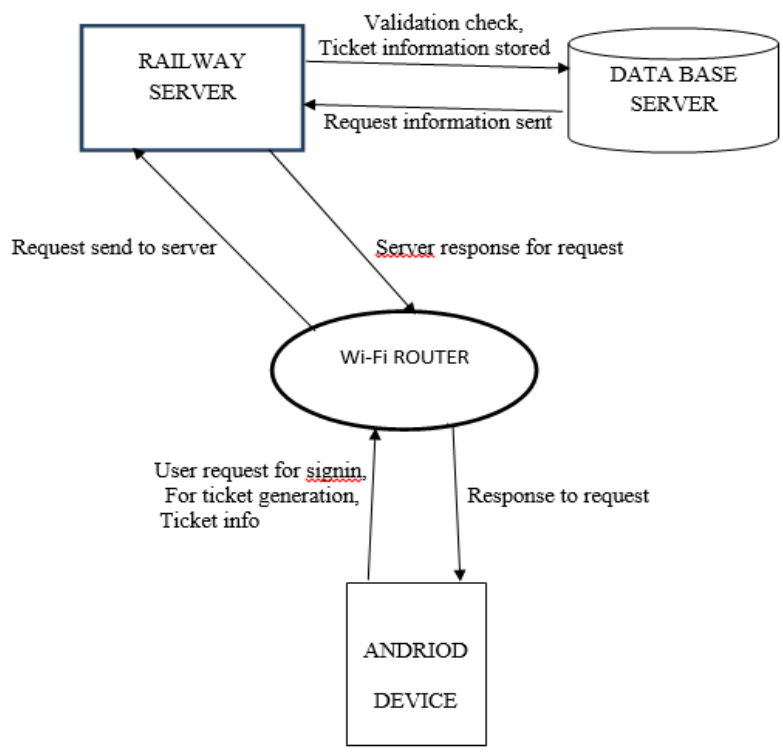 Validation check,
Ticket information stored
RAILWAY
SERVER
DATA BASE
SERVER
Request information sent
Request send to server
Server response for request
Wi-Fi ROUTER
User request for signin,
For ticket generation,
Ticket info
Response to request
ANDRIOD
DEVICE